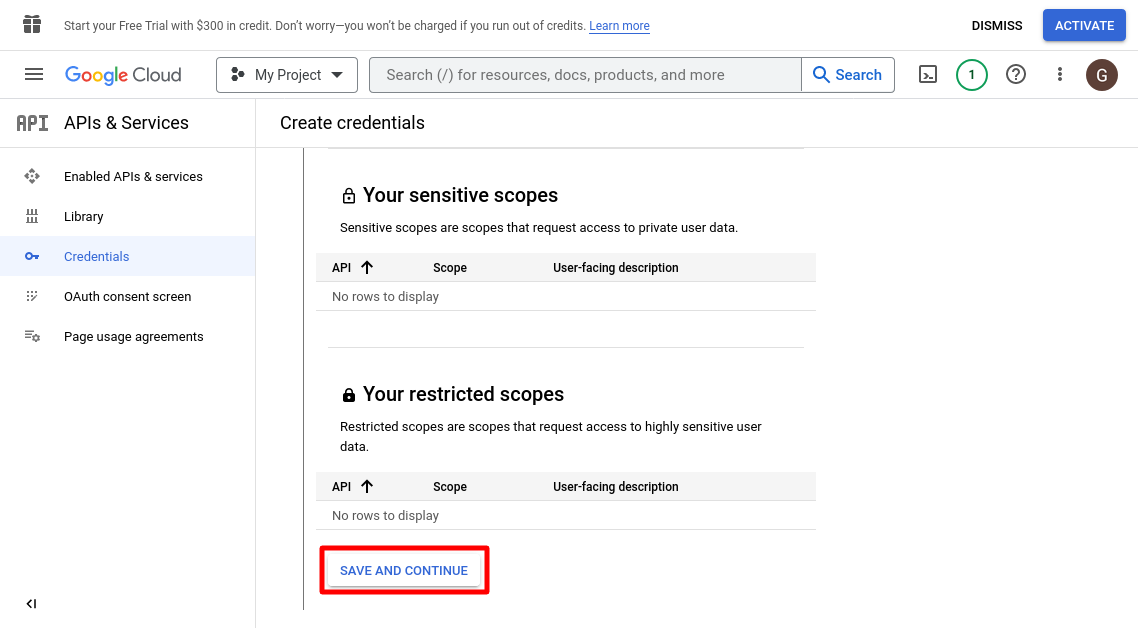 Start your Free Trial with $300 in credit. Don’t worry—you won’t be charged if you run out of credits. Learn more
DISMISS
ACTIVATE
Google Cloud
My Project
Search (/) for resources, docs, products, and more
Search
1
G
API
APIs & Services
Create credentials
Enabled APIs & services
Library
Credentials
OAuth consent screen
Page usage agreements
Your sensitive scopes
Sensitive scopes are scopes that request access to private user data.
API Scope User-facing description
No rows to display
Your restricted scopes
Restricted scopes are scopes that request access to highly sensitive user
data.
API Scope User-facing description
No rows to display
SAVE AND CONTINUE